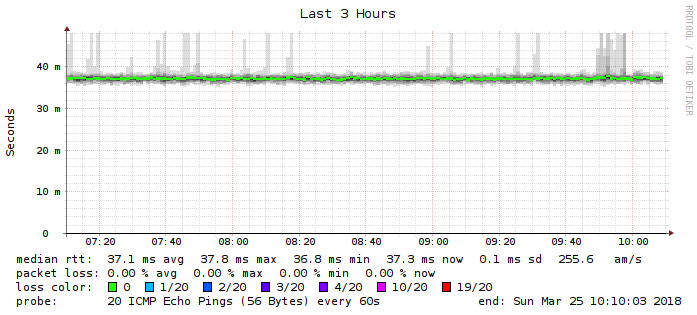 Last 3 Hours
RRDTOOL / TOBI OETIKER
Seconds
40 m
30 m
20 m
10 m
0
07:20 07:40 08:00 08:20 08:40 09:00 09:20 09:40 10:00
median rtt: 37.1 ms avg 37.8 ms max 36.8 ms min 37.3 ms now 0.1 ms sd 255.6 am/s
packet loss: 0.00 % avg 0.00 % max 0.00 % min 0.00 % now
loss color: 0 1/20 2/20 3/20 4/20 10/20 19/20
probe: 20 ICMP Echo Pings (56 Bytes) every 60s end: Sun Mar 25 10:10:03 2018